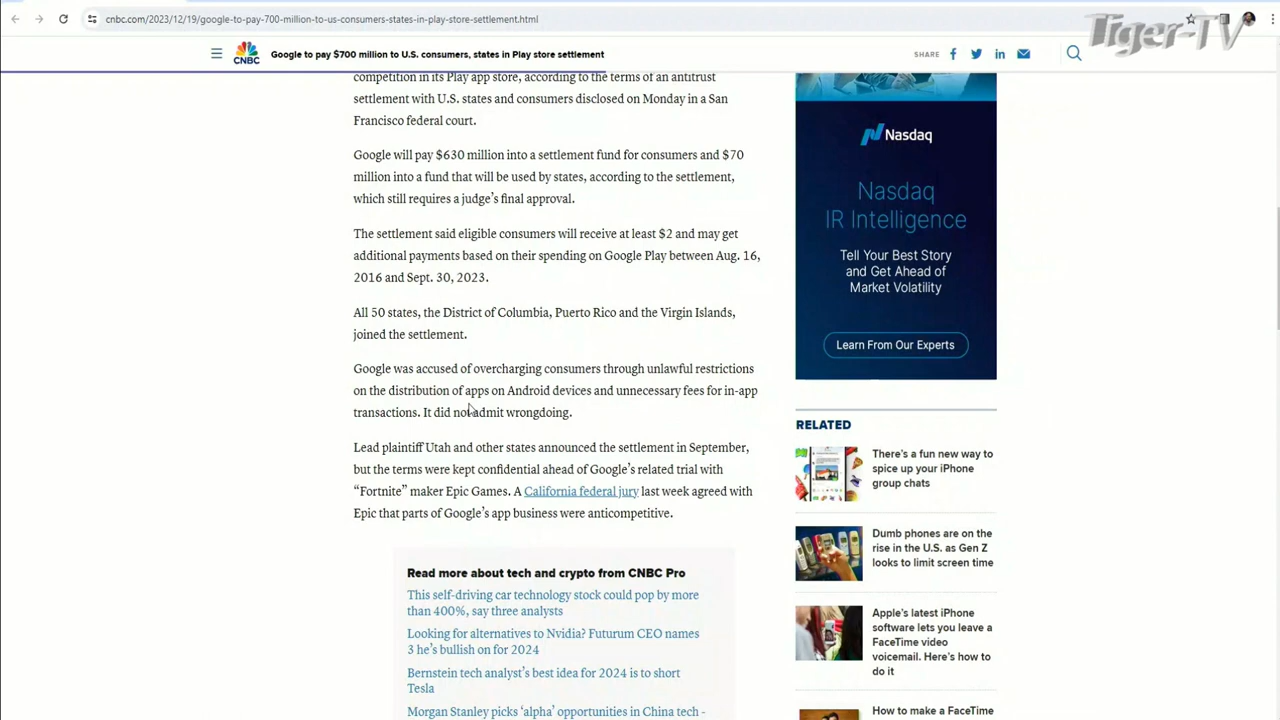 cnbc.com/2023/12/19/google-to-pay-700-million-to-us-consumers-states-in-play-store-settlement.html
Tiger-TV
CNBC
Google to pay $700 million to U.S. consumers, states in Play store settlement
SHARE
competition in its Play app store, according to the terms of an antitrust
settlement with U.S. states and consumers disclosed on Monday in a San
Francisco federal court.
Google will pay $630 million into a settlement fund for consumers and $70
million into a fund that will be used by states, according to the settlement,
which still requires a judge’s final approval.
The settlement said eligible consumers will receive at least $2 and may get
additional payments based on their spending on Google Play between Aug. 16,
2016 and Sept. 30, 2023.
All 50 states, the District of Columbia, Puerto Rico and the Virgin Islands,
joined the settlement.
Google was accused of overcharging consumers through unlawful restrictions
on the distribution of apps on Android devices and unnecessary fees for in-app
transactions. It did not admit wrongdoing.
Lead plaintiff Utah and other states announced the settlement in September,
but the terms were kept confidential ahead of Google’s related trial with
“Fortnite” maker Epic Games. A California federal jury last week agreed with
Epic that parts of Google’s app business were anticompetitive.
Read more about tech and crypto from CNBC Pro
This self-driving car technology stock could pop by more
than 400%, say three analysts
Looking for alternatives to Nvidia? Futurum CEO names
3 he’s bullish on for 2024
Bernstein tech analyst’s best idea for 2024 is to short
Tesla
Morgan Stanley picks ‘alpha’ opportunities in China tech -
Nasdaq
Nasdaq
IR Intelligence
Tell Your Best Story
and Get Ahead of
Market Volatility
Learn From Our Experts
RELATED
There’s a fun new way to
spice up your iPhone
group chats
Dumb phones are on the
rise in the U.S. as Gen Z
looks to limit screen time
Apple’s latest iPhone
software lets you leave a
FaceTime video
voicemail. Here’s how to
do it
How to make a FaceTime